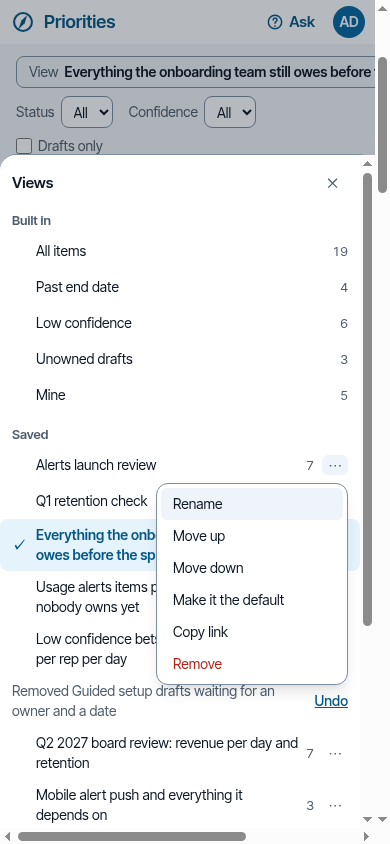 Priorities
Ask
AD
View Everything the onboarding team still owes before
Status All Confidence All
Drafts only
Views
Built in
All items 19
Past end date 4
Low confidence 6
Unowned drafts 3
Mine 5
Saved
Alerts launch review 7
Q1 retention check
Everything the onb
owes before the sp
Usage alerts items
nobody owns yet
Low confidence bets
per rep per day
Rename
Move up
Move down
Make it the default
Copy link
Remove
Removed Guided setup drafts waiting for an
owner and a date
Undo
Q2 2027 board review: revenue per day and
retention
7
Mobile alert push and everything it
depends on
3